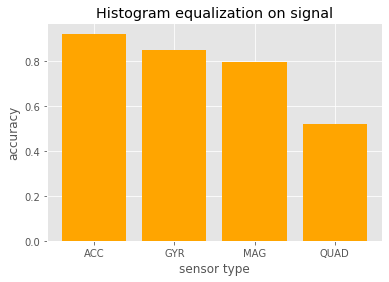 Histogram equalization on signal
accuracy
0.8
0.6
0.4
0.2
0.0
ACC GYR MAG QUAD
sensor type